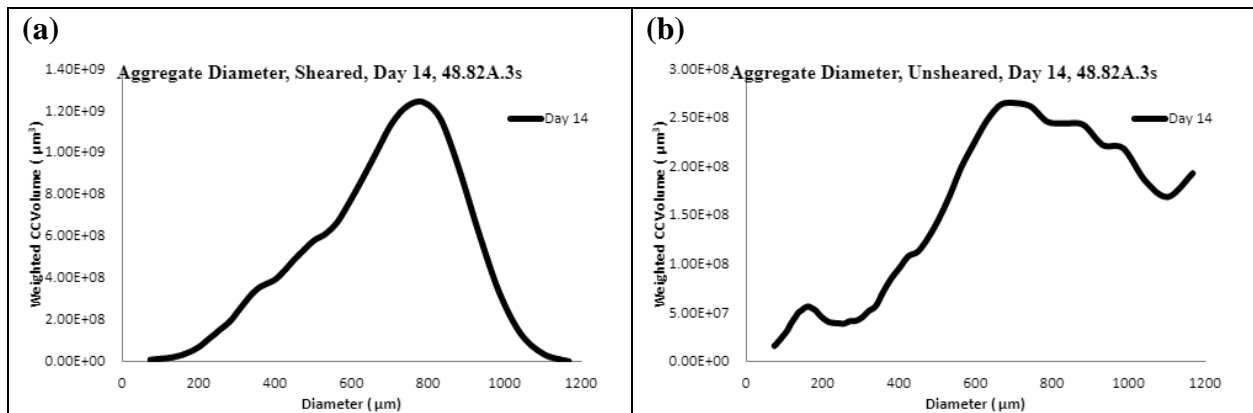 (a)
Aggregate Diameter, Sheared, Day 14, 48.82A.3s
1.40E+09
1.20E+09
1.00E+09
8.00E+08
6.00E+08
4.00E+08
2.00E+08
0.00E+00
Weighted CCVolume ( µm³)
Day 14
0 200 400 600 800 1000 1200
Diameter ( µm)
(b)
Aggregate Diameter, Unsheared, Day 14, 48.82A.3s
3.00E+08
2.50E+08
2.00E+08
1.50E+08
1.00E+08
5.00E+07
0.00E+00
Weighted CCVolume ( µm³)
Day 14
0 200 400 600 800 1000 1200
Diameter ( µm)